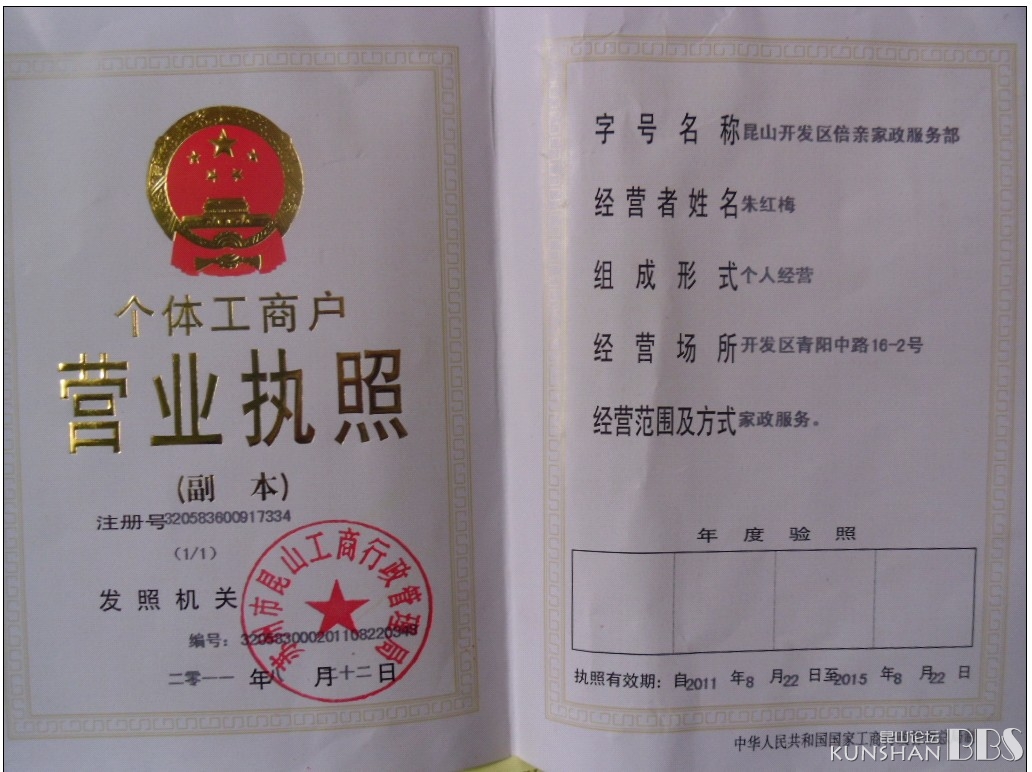 个体工商户
营业执照
(副 本)
注册号320583600917334
(1/1)
发照机关
苏州市昆山工商行政管理局
编号：320583000201108220343
二〇一一年八月二十二日
字号名称昆山开发区倍亲家政服务部
经营者姓名朱红梅
组成形式个人经营
经营场所开发区青阳中路16-2号
经营范围及方式家政服务。
年度验照
执照有效期：自2011年8月22日至2015年8月22日
中华人民共和国国家工商
昆山论坛
KUNSHAN BBS